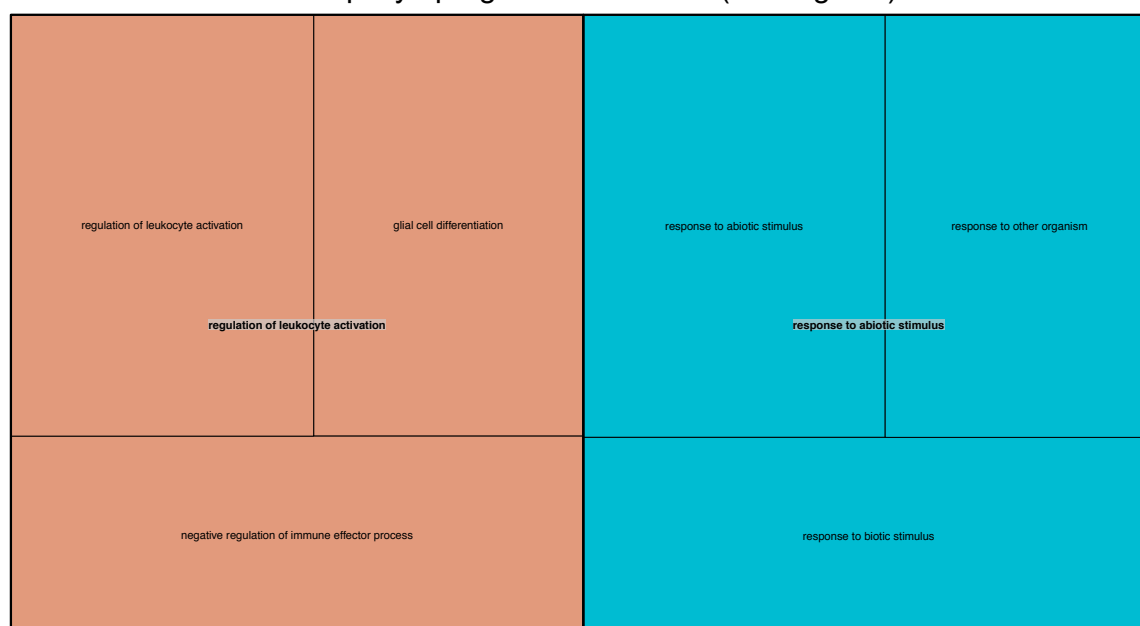 regulation of leukocyte activation
glial cell differentiation
response to abiotic stimulus
response to other organism
regulation of leukocyte activation
response to abiotic stimulus
negative regulation of immune effector process
response to biotic stimulus